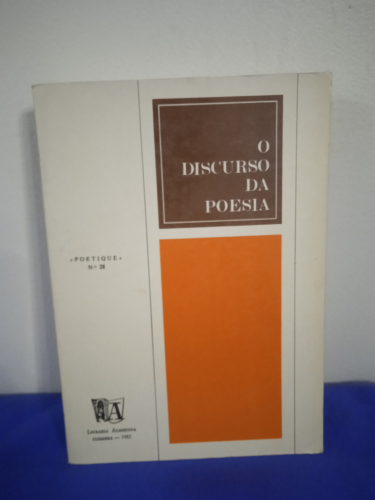 O
DISCURSO
DA
POESIA
«POETIQUE»
N.º 28
A
LIVRARIA ALMEDINA
COIMBRA — 1982